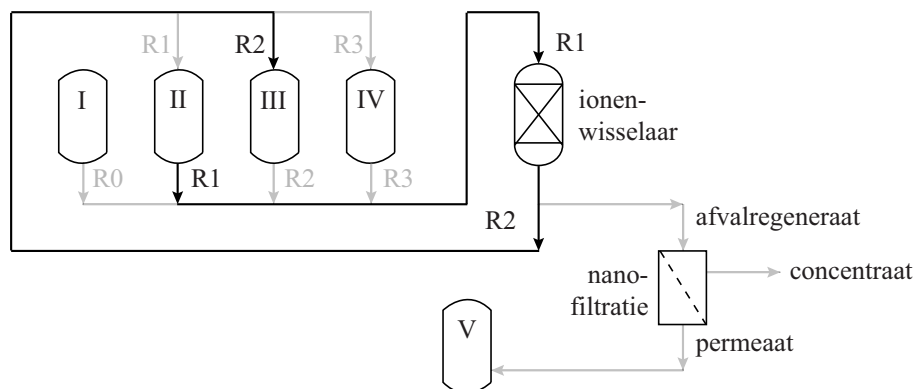 R1
R2
R3
R1
I
II
III
IV
ionen-
wisselaar
R0
R1
R2
R3
R2
afvalregeneraat
nano-
filtratie
concentraat
V
permeaat